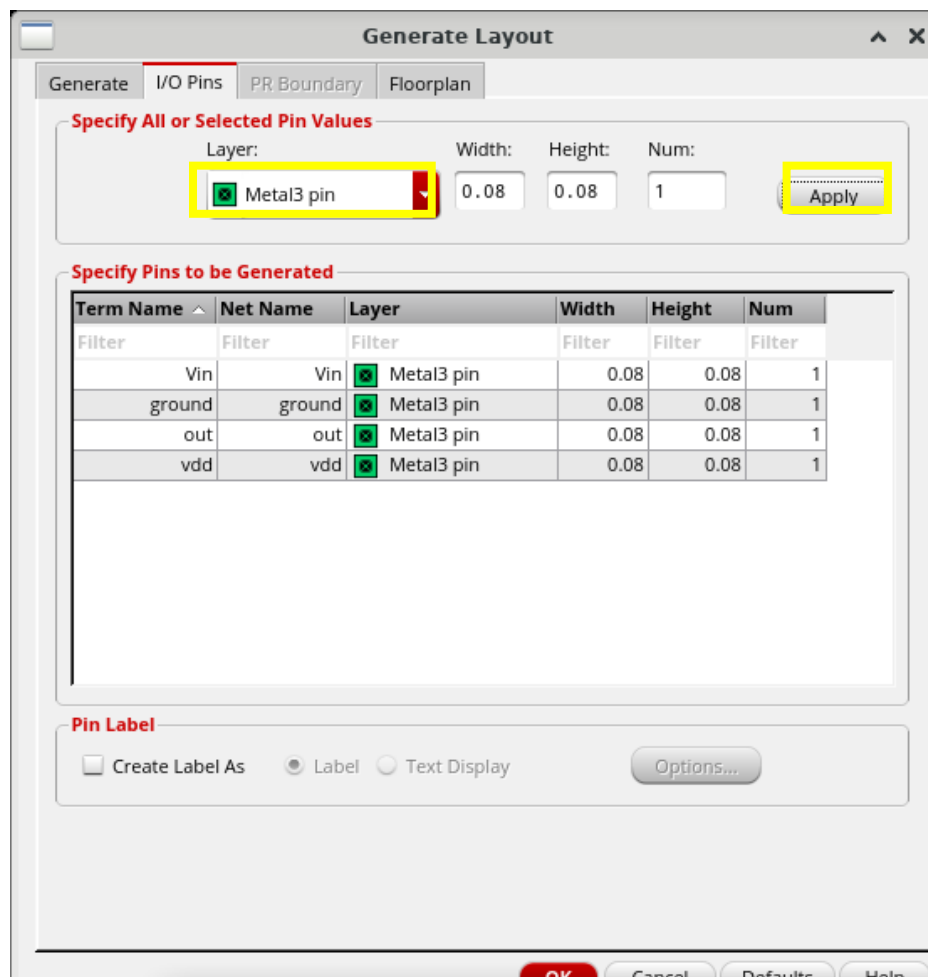 Generate Layout
Generate I/O Pins PR Boundary Floorplan
Specify All or Selected Pin Values
Layer: Width: Height: Num:
Metal3 pin 0.08 0.08 1 Apply
Specify Pins to be Generated
Term Name Net Name Layer Width Height Num
Filter Filter Filter Filter Filter Filter
Vin Vin Metal3 pin 0.08 0.08 1
ground ground Metal3 pin 0.08 0.08 1
out out Metal3 pin 0.08 0.08 1
vdd vdd Metal3 pin 0.08 0.08 1
Pin Label
Create Label As Label Text Display Options...
OK Cancel Defaults Help